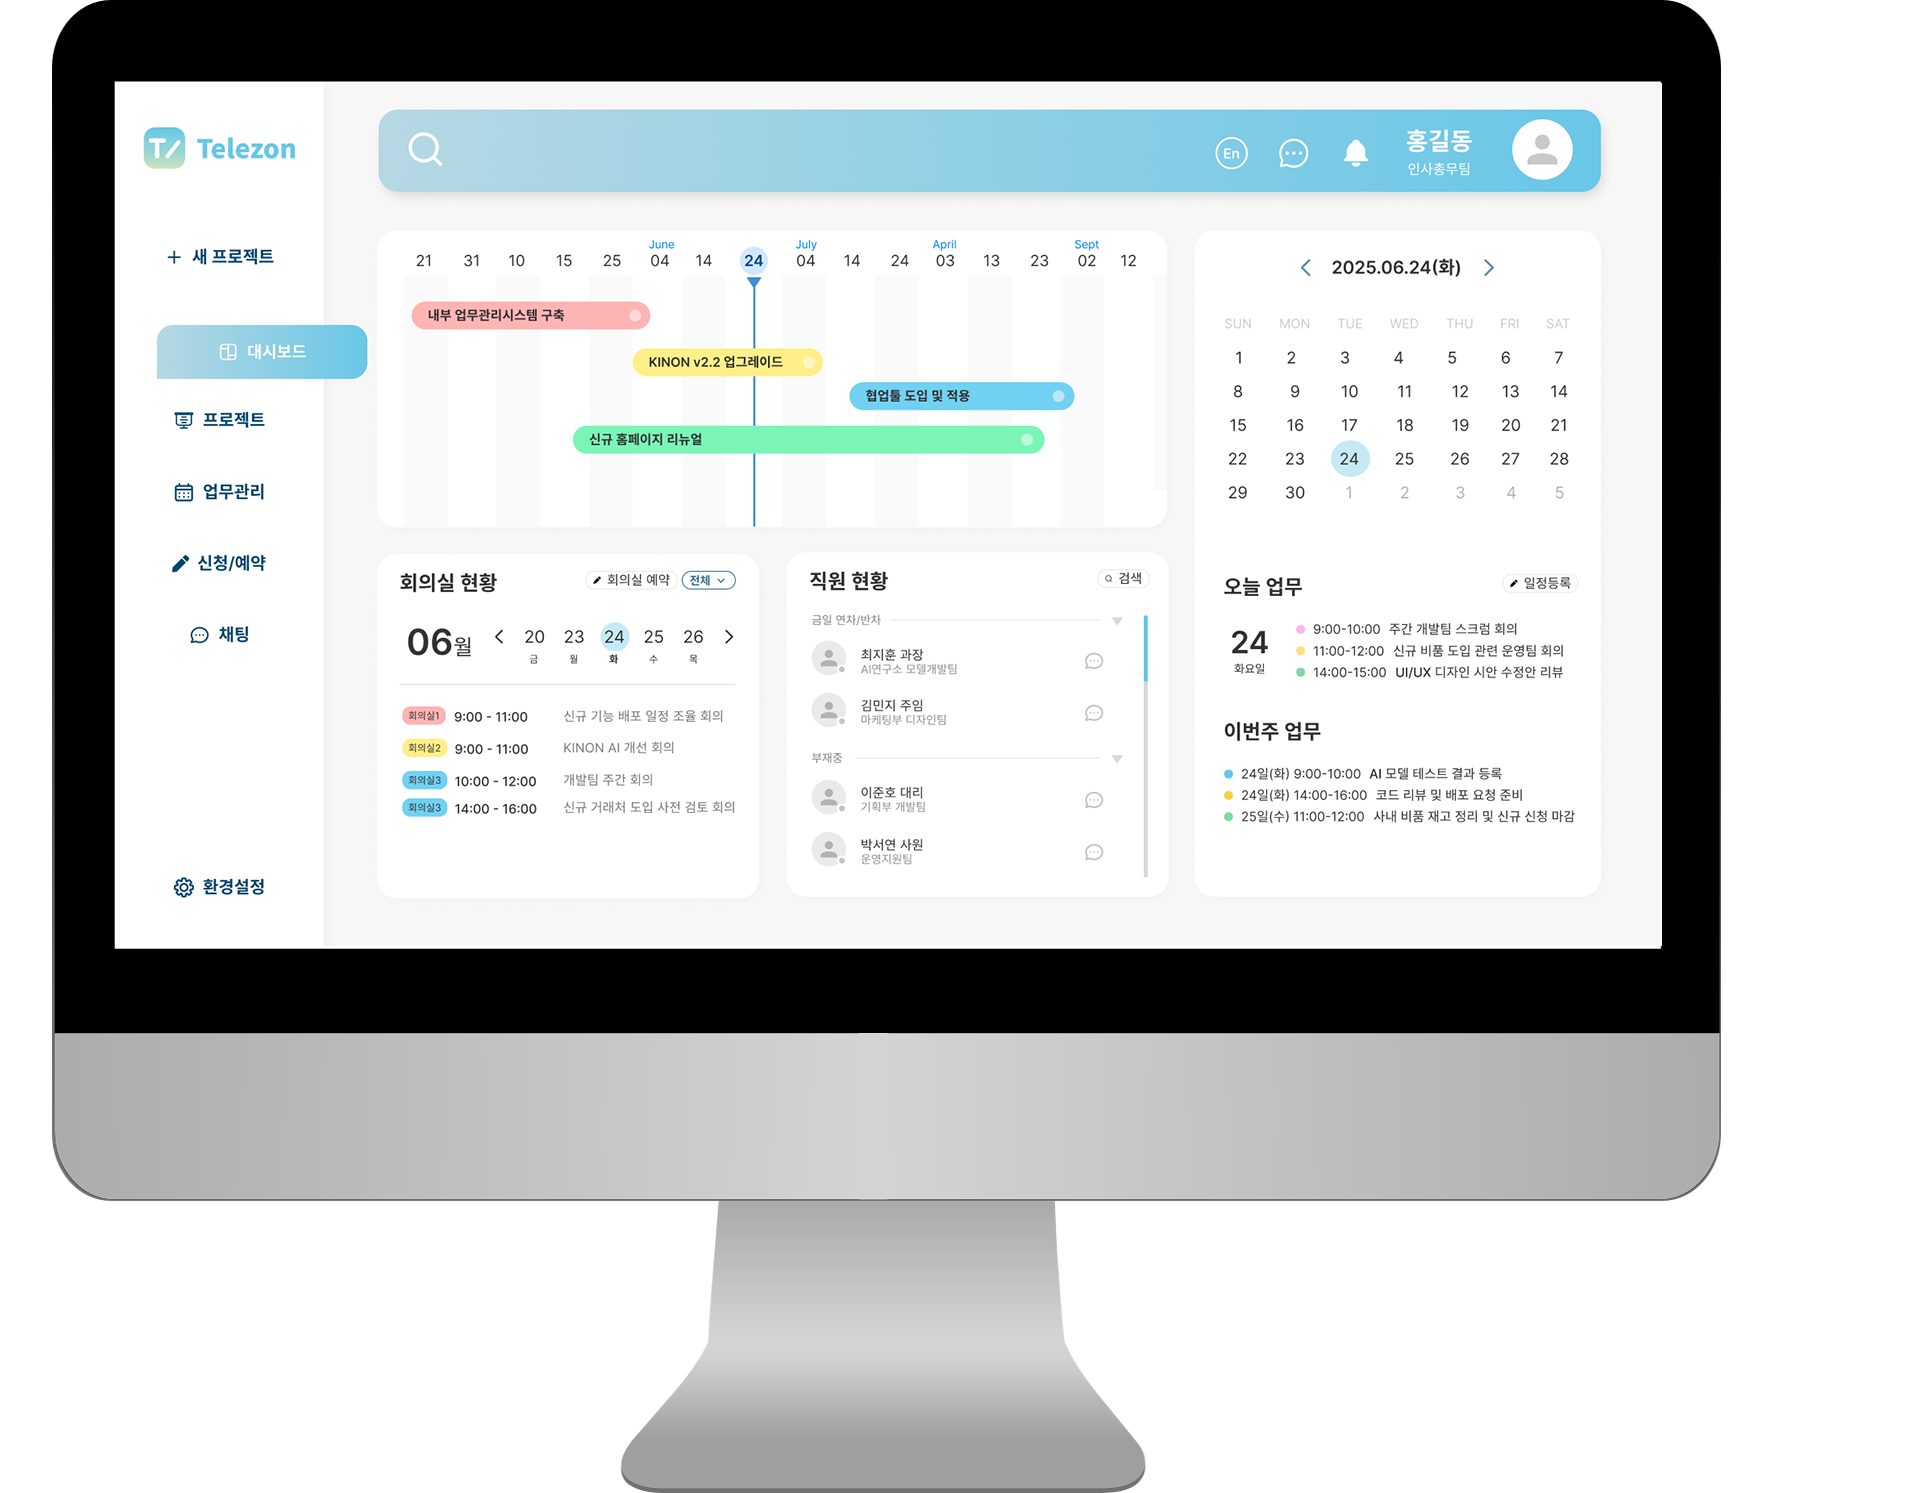 Telezon
En
홍길동
인사총무팀
+ 새 프로젝트
대시보드
프로젝트
업무관리
신청/예약
채팅
환경설정
June July April Sept
21 31 10 15 25 04 14 24 04 14 24 03 13 23 02 12
내부 업무관리시스템 구축
KINON v2.2 업그레이드
협업툴 도입 및 적용
신규 홈페이지 리뉴얼
회의실 현황
회의실 예약
전체
06월
20 23 24 25 26
금 월 화 수 목
회의실1 9:00 - 11:00 신규 기능 배포 일정 조율 회의
회의실2 9:00 - 11:00 KINON AI 개선 회의
회의실3 10:00 - 12:00 개발팀 주간 회의
회의실3 14:00 - 16:00 신규 거래처 도입 사전 검토 회의
직원 현황
검색
금일 연차/반차
최지훈 과장
AI연구소 모델개발팀
김민지 주임
마케팅부 디자인팀
부재중
이준호 대리
기획부 개발팀
박서연 사원
운영지원팀
2025.06.24(화)
SUN MON TUE WED THU FRI SAT
1 2 3 4 5 6 7
8 9 10 11 12 13 14
15 16 17 18 19 20 21
22 23 24 25 26 27 28
29 30 1 2 3 4 5
오늘 업무
일정등록
24
화요일
9:00-10:00 주간 개발팀 스크럼 회의
11:00-12:00 신규 비품 도입 관련 운영팀 회의
14:00-15:00 UI/UX 디자인 시안 수정안 리뷰
이번주 업무
24일(화) 9:00-10:00 AI 모델 테스트 결과 등록
24일(화) 14:00-16:00 코드 리뷰 및 배포 요청 준비
25일(수) 11:00-12:00 사내 비품 재고 정리 및 신규 신청 마감